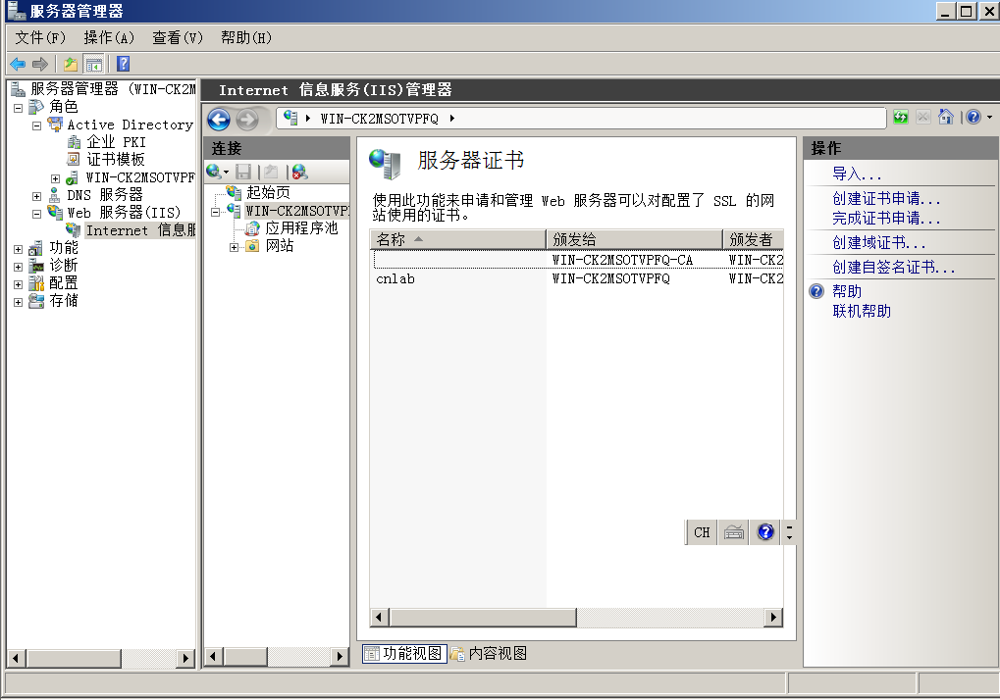 服务器管理器
文件(F) 操作(A) 查看(V) 帮助(H)
服务器管理器 (WIN-CK2M
角色
Active Directory
企业 PKI
证书模板
WIN-CK2MSOTVPF
DNS 服务器
Web 服务器(IIS)
Internet 信息服
功能
诊断
配置
存储
Internet 信息服务(IIS)管理器
WIN-CK2MSOTVPFQ
连接
起始页
WIN-CK2MSOTVP
应用程序池
网站
服务器证书
使用此功能来申请和管理 Web 服务器可以对配置了 SSL 的网
站使用的证书。
名称 颁发给 颁发者
WIN-CK2MSOTVPFQ-CA WIN-CK2
cnlab WIN-CK2MSOTVPFQ WIN-CK2
CH
功能视图 内容视图
操作
导入...
创建证书申请...
完成证书申请...
创建域证书...
创建自签名证书...
帮助
联机帮助